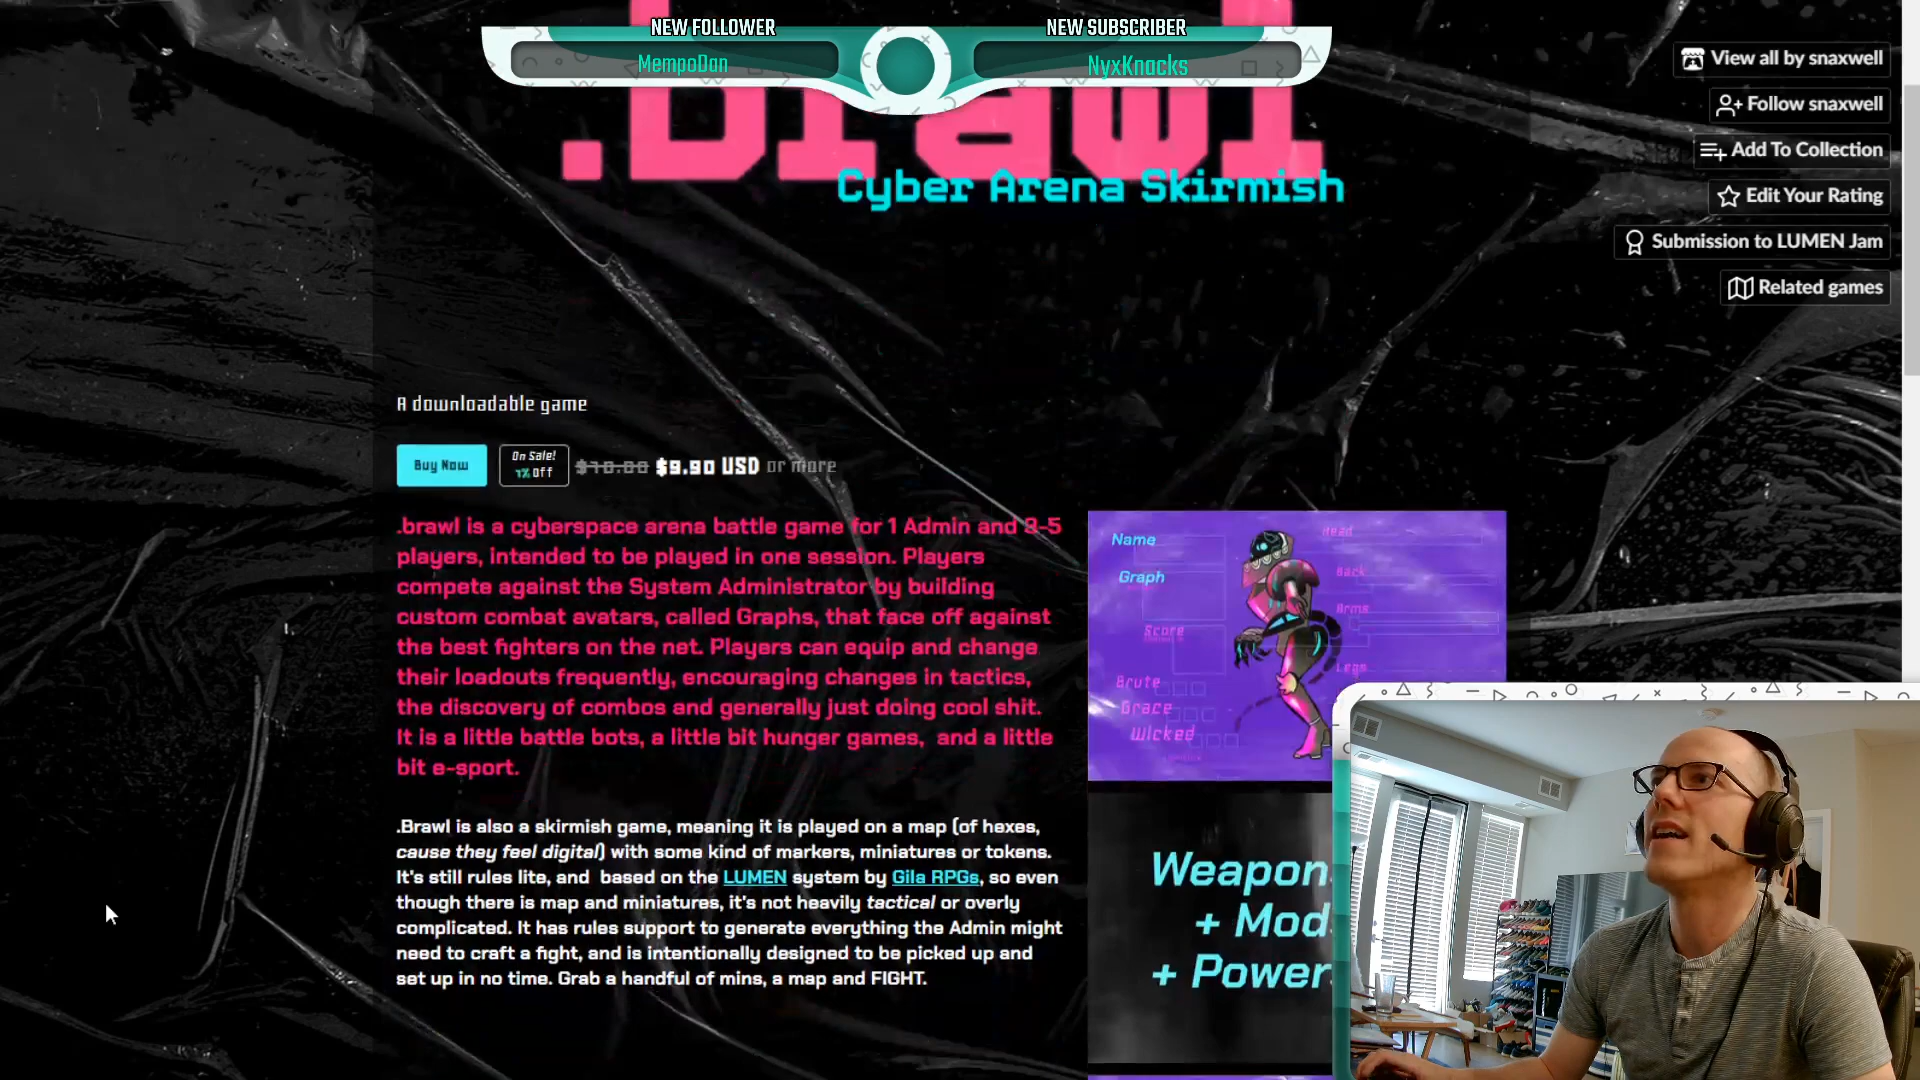 NEW FOLLOWER
MempoDan
NEW SUBSCRIBER
NyxKnacks
.brawl
Cyber Arena Skirmish
View all by snaxwell
Follow snaxwell
Add To Collection
Edit Your Rating
Submission to LUMEN Jam
Related games
A downloadable game
Buy Now
On Sale!
1% Off
$10.00 $9.90 USD or more
.brawl is a cyberspace arena battle game for 1 Admin and 3-5
players, intended to be played in one session. Players
compete against the System Administrator by building
custom combat avatars, called Graphs, that face off against
the best fighters on the net. Players can equip and change
their loadouts frequently, encouraging changes in tactics,
the discovery of combos and generally just doing cool shit.
It is a little battle bots, a little bit hunger games, and a little
bit e-sport.
.Brawl is also a skirmish game, meaning it is played on a map (of hexes,
cause they feel digital) with some kind of markers, miniatures or tokens.
It's still rules lite, and based on the LUMEN system by Gila RPGs, so even
though there is map and miniatures, it's not heavily tactical or overly
complicated. It has rules support to generate everything the Admin might
need to craft a fight, and is intentionally designed to be picked up and
set up in no time. Grab a handful of mins, a map and FIGHT.
Name
Graph
Score
Brute
Grace
Wicked
Head
Back
Arms
Legs
Weapon
+ Mod
+ Power